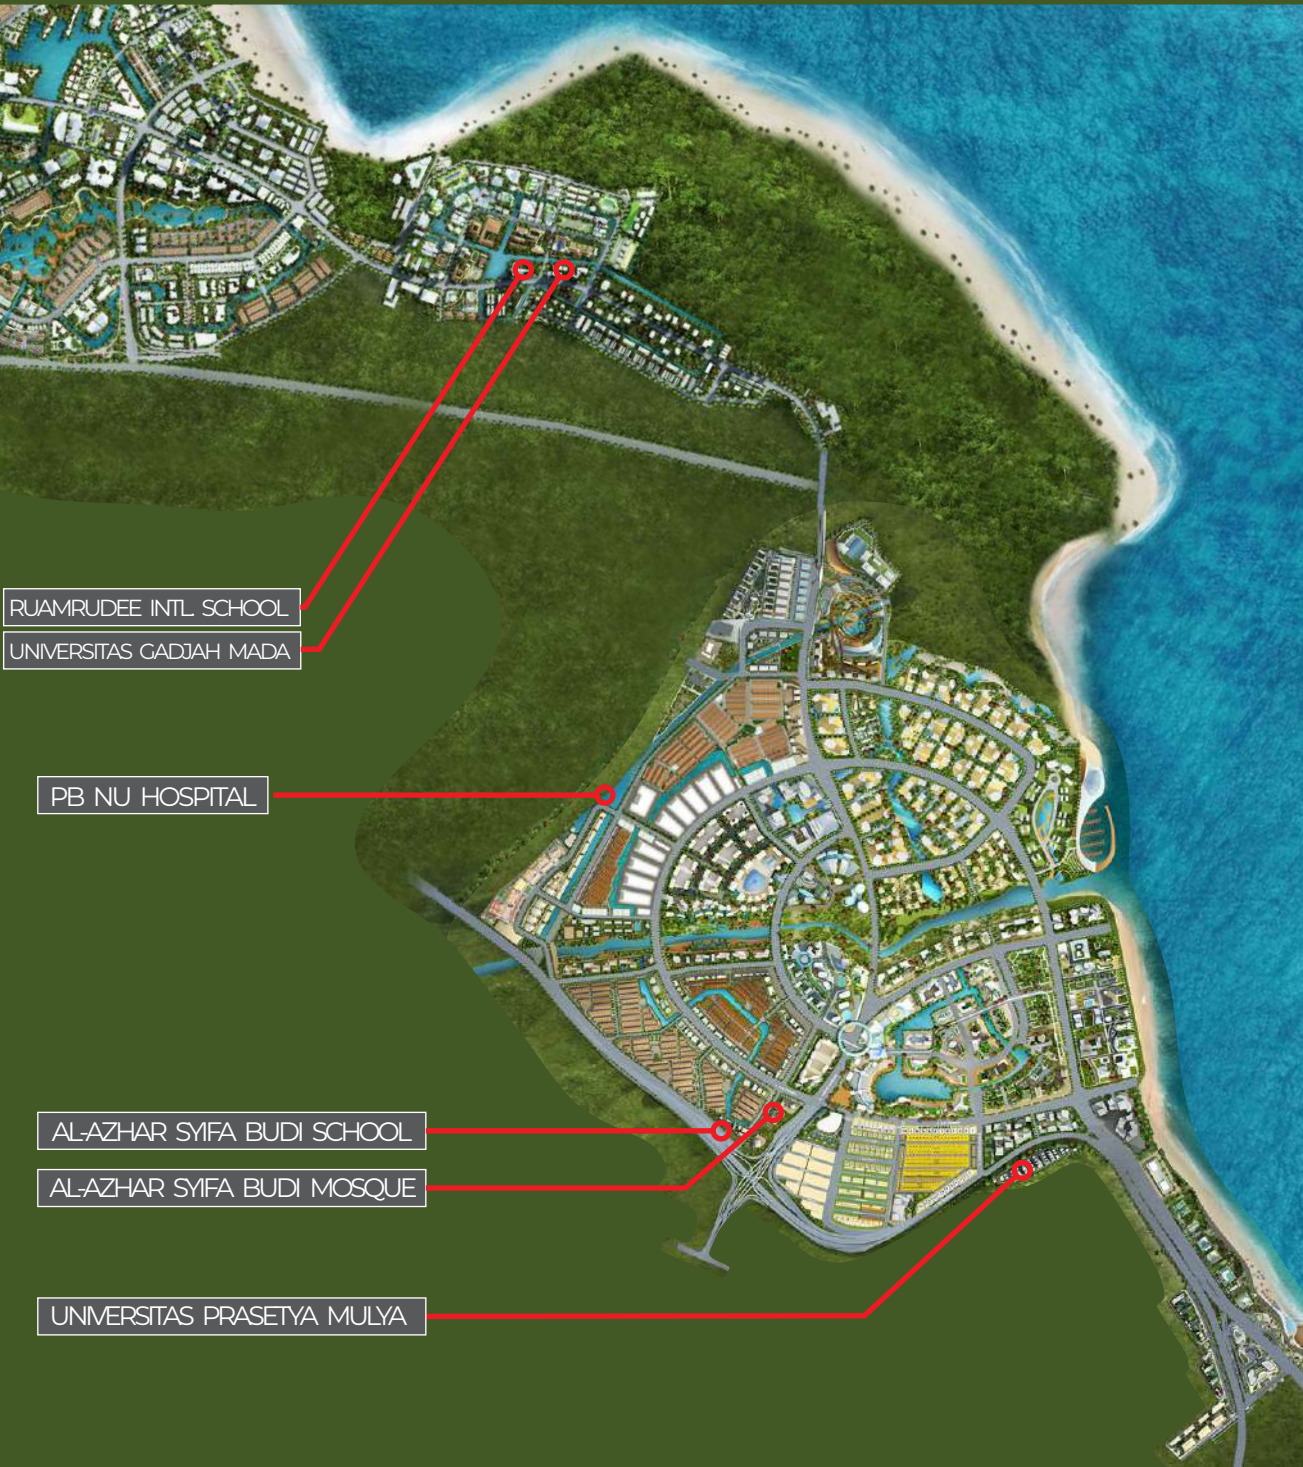 RUAMRUDEE INTL. SCHOOL
UNIVERSITAS GADJAH MADA
PB NU HOSPITAL
AL-AZHAR SYIFA BUDI SCHOOL
AL-AZHAR SYIFA BUDI MOSQUE
UNIVERSITAS PRASETYA MULYA